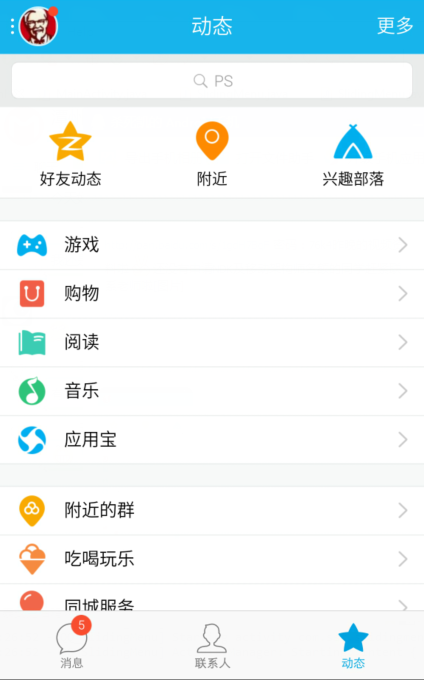 动态
更多
PS
好友动态
附近
兴趣部落
游戏
购物
阅读
音乐
应用宝
附近的群
吃喝玩乐
同城服务
5
消息
联系人
动态